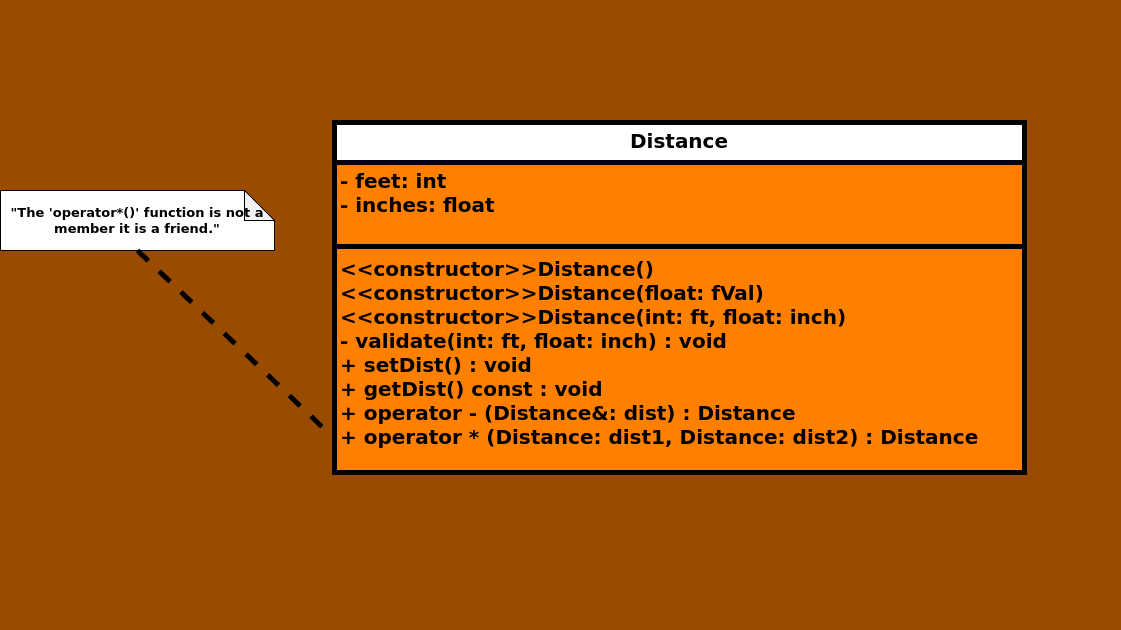 Distance
- feet: int
- inches: float
"The 'operator*()' function is not a
member it is a friend."
<<constructor>>Distance()
<<constructor>>Distance(float: fVal)
<<constructor>>Distance(int: ft, float: inch)
- validate(int: ft, float: inch) : void
+ setDist() : void
+ getDist() const : void
+ operator - (Distance&: dist) : Distance
+ operator * (Distance: dist1, Distance: dist2) : Distance